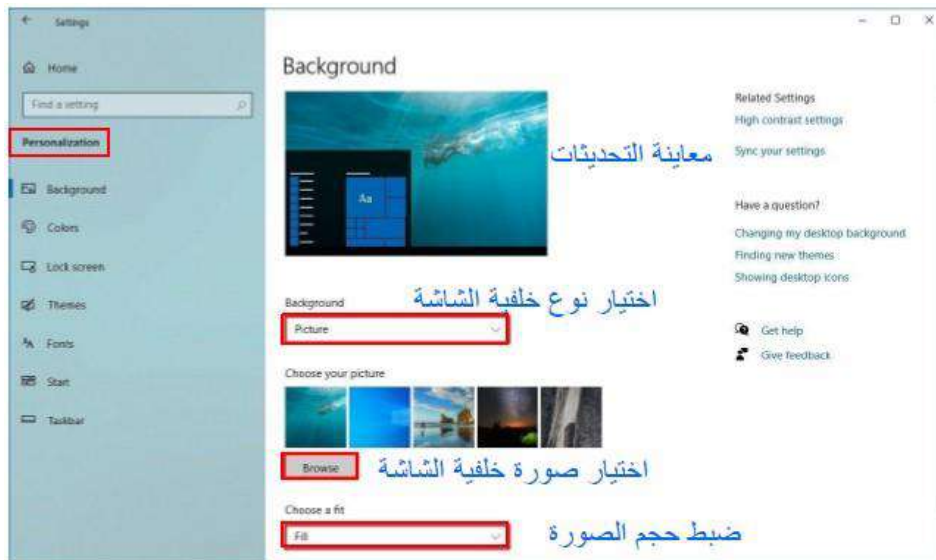 Settings
Home
Find a setting
Personalization
Background
Colors
Lock screen
Themes
Fonts
Start
Taskbar
Background
Aa
معاينة التحديثات
Background
اختيار نوع خلفية الشاشة
Picture
Choose your picture
Browse
اختيار صورة خلفية الشاشة
Choose a fit
Fill
ضبط حجم الصورة
Related Settings
High contrast settings
Sync your settings
Have a question?
Changing my desktop background
Finding new themes
Showing desktop icons
Get help
Give feedback